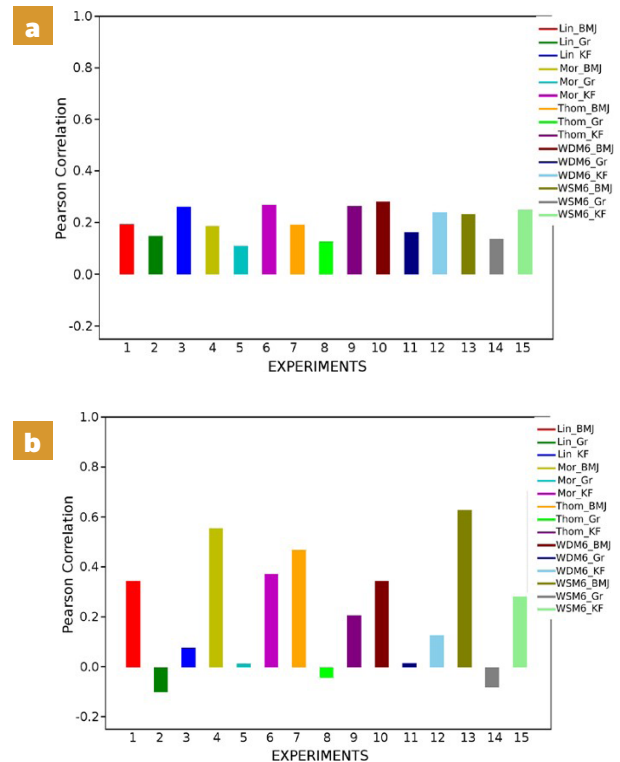 a
1.0
0.8
0.6
0.4
0.2
0.0
-0.2
Pearson Correlation
1 2 3 4 5 6 7 8 9 10 11 12 13 14 15
EXPERIMENTS
Lin_BMJ
Lin_Gr
Lin_KF
Mor_BMJ
Mor_Gr
Mor_KF
Thom_BMJ
Thom_Gr
Thom_KF
WDM6_BMJ
WDM6_Gr
WDM6_KF
WSM6_BMJ
WSM6_Gr
WSM6_KF
b
1.0
0.8
0.6
0.4
0.2
0.0
-0.2
Pearson Correlation
1 2 3 4 5 6 7 8 9 10 11 12 13 14 15
EXPERIMENTS
Lin_BMJ
Lin_Gr
Lin_KF
Mor_BMJ
Mor_Gr
Mor_KF
Thom_BMJ
Thom_Gr
Thom_KF
WDM6_BMJ
WDM6_Gr
WDM6_KF
WSM6_BMJ
WSM6_Gr
WSM6_KF